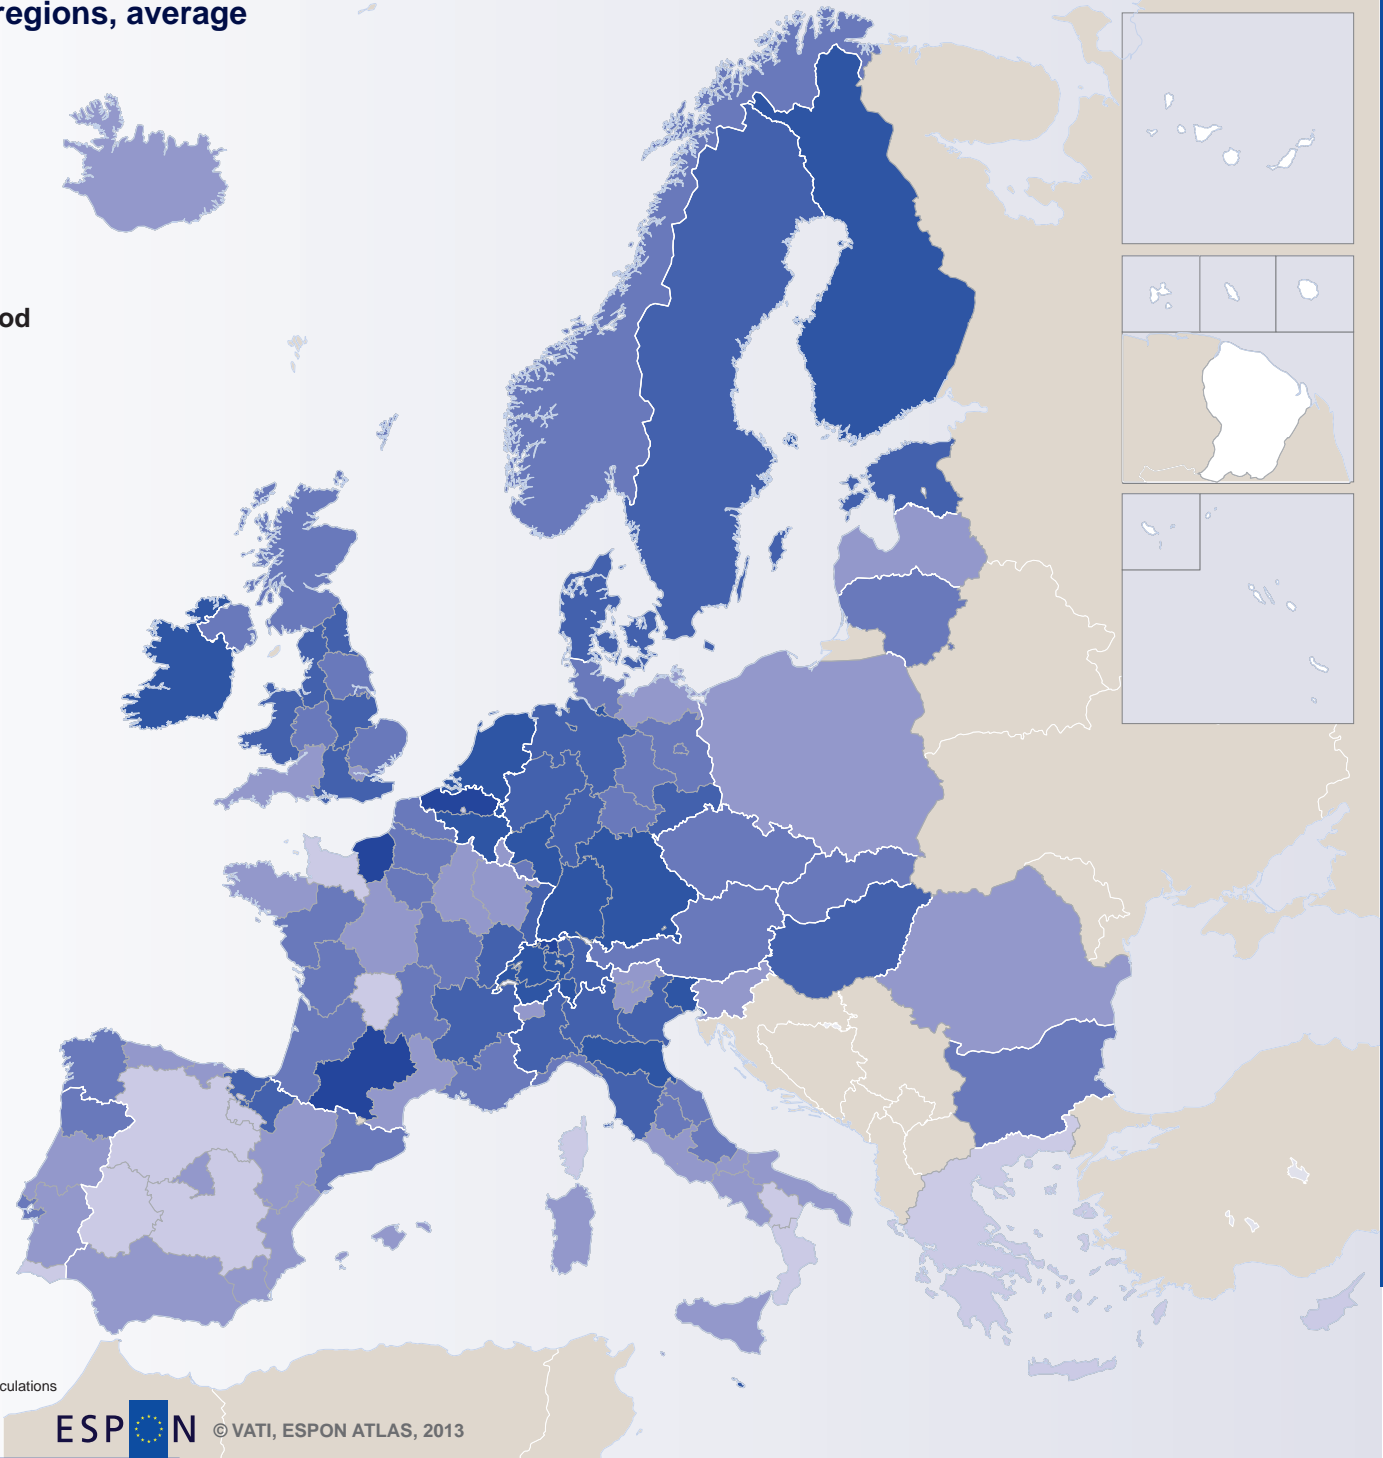 regions, average
od
culations
ESPON © VATI, ESPON ATLAS, 2013